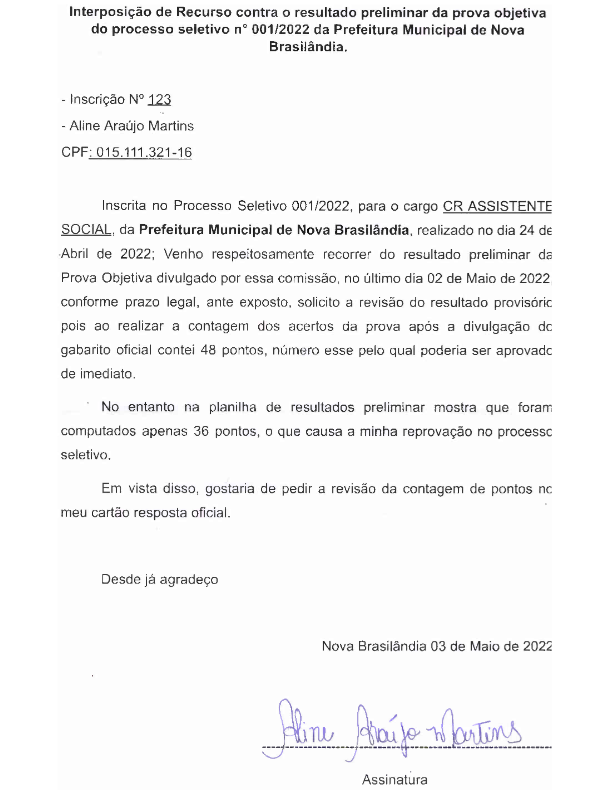 Interposição de Recurso contra o resultado preliminar da prova objetiva
do processo seletivo n° 001/2022 da Prefeitura Municipal de Nova
Brasilândia.
- Inscrição Nº 123
- Aline Araújo Martins
CPF: 015.111.321-16
Inscrita no Processo Seletivo 001/2022, para o cargo CR ASSISTENTE
SOCIAL, da Prefeitura Municipal de Nova Brasilândia, realizado no dia 24 de
Abril de 2022; Venho respeitosamente recorrer do resultado preliminar da
Prova Objetiva divulgado por essa comissão, no último dia 02 de Maio de 2022
conforme prazo legal, ante exposto, solicito a revisão do resultado provisório
pois ao realizar a contagem dos acertos da prova após a divulgação do
gabarito oficial contei 48 pontos, número esse pelo qual poderia ser aprovado
de imediato.
No entanto na planilha de resultados preliminar mostra que foram
computados apenas 36 pontos, o que causa a minha reprovação no processo
seletivo.
Em vista disso, gostaria de pedir a revisão da contagem de pontos no
meu cartão resposta oficial.
Desde já agradeço
Nova Brasilândia 03 de Maio de 2022
Aline Araújo Martins
Assinatura